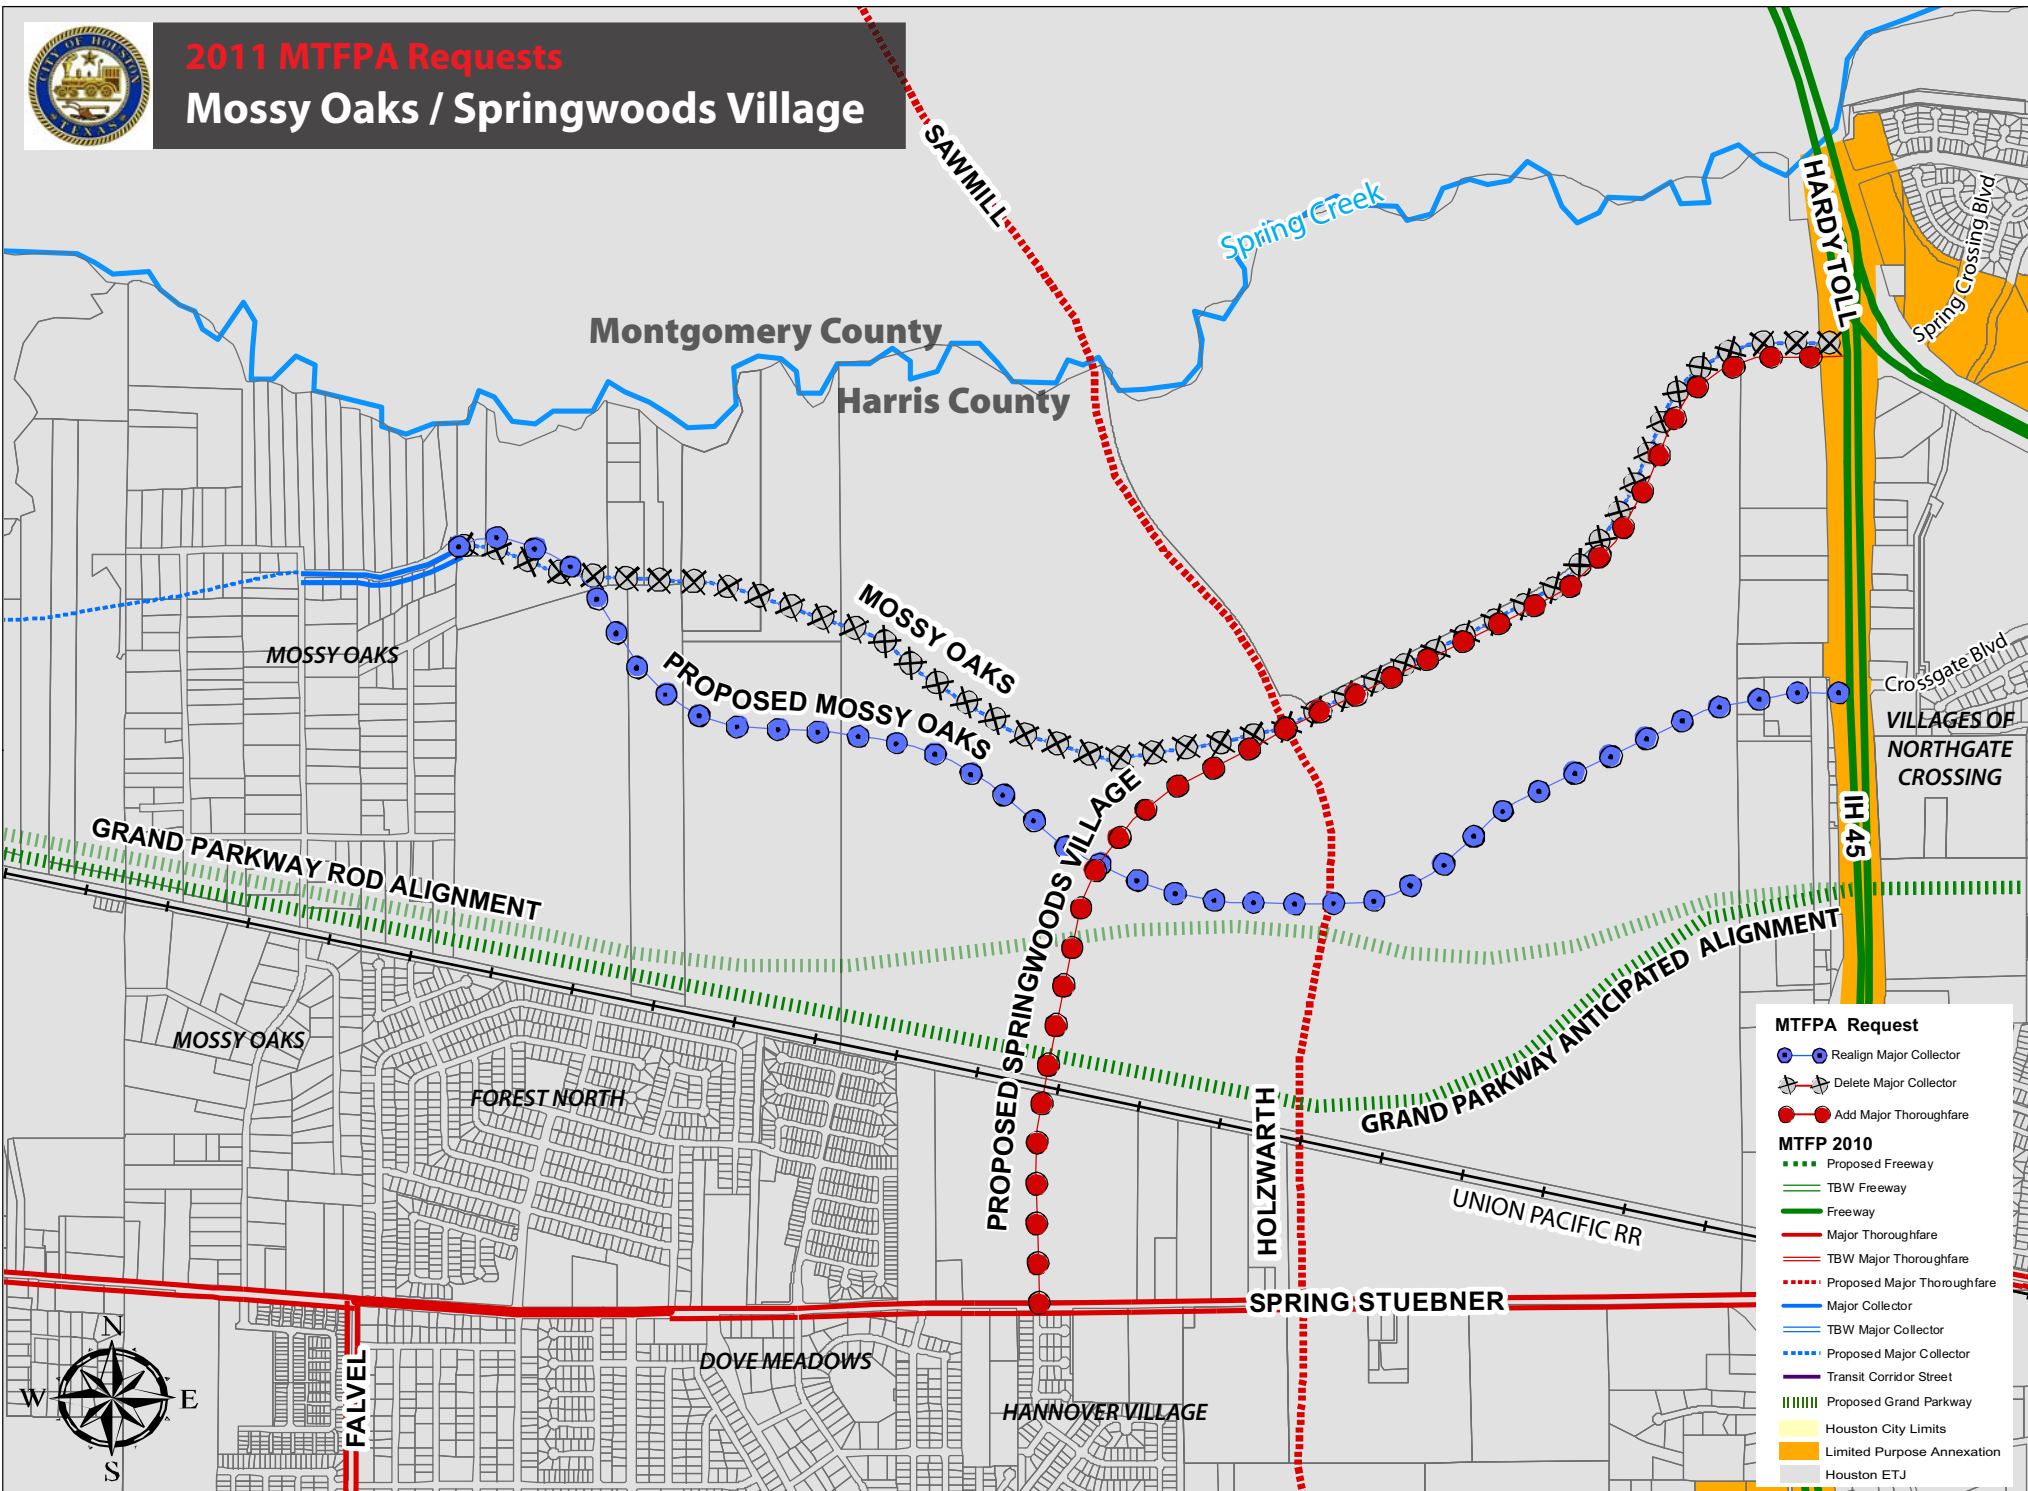 2011 MTFPA Requests
Mossy Oaks / Springwoods Village
CITY OF HOUSTON
TEXAS
SAWMILL
Spring Creek
HARDY TOLL
Spring Crossing Blvd
Montgomery County
Harris County
MOSSY OAKS
MOSSY OAKS
PROPOSED MOSSY OAKS
Crossgate Blvd
VILLAGES OF
NORTHGATE
CROSSING
IH 45
GRAND PARKWAY ROD ALIGNMENT
PROPOSED SPRINGWOODS VILLAGE
GRAND PARKWAY ANTICIPATED ALIGNMENT
MOSSY OAKS
FOREST NORTH
HOLZWARTH
UNION PACIFIC RR
SPRING STUEBNER
FALVEL
DOVE MEADOWS
HANNOVER VILLAGE
N
W
E
S
MTFPA Request
Realign Major Collector
Delete Major Collector
Add Major Thoroughfare
MTFP 2010
Proposed Freeway
TBW Freeway
Freeway
Major Thoroughfare
TBW Major Thoroughfare
Proposed Major Thoroughfare
Major Collector
TBW Major Collector
Proposed Major Collector
Transit Corridor Street
Proposed Grand Parkway
Houston City Limits
Limited Purpose Annexation
Houston ETJ